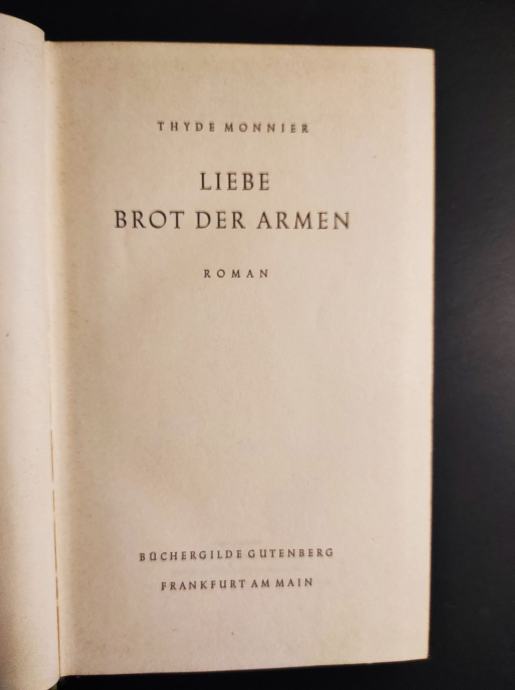 THYDE MONNIER
LIEBE
BROT DER ARMEN
ROMAN
BÜCHERGILDE GUTENBERG
FRANKFURT AM MAIN